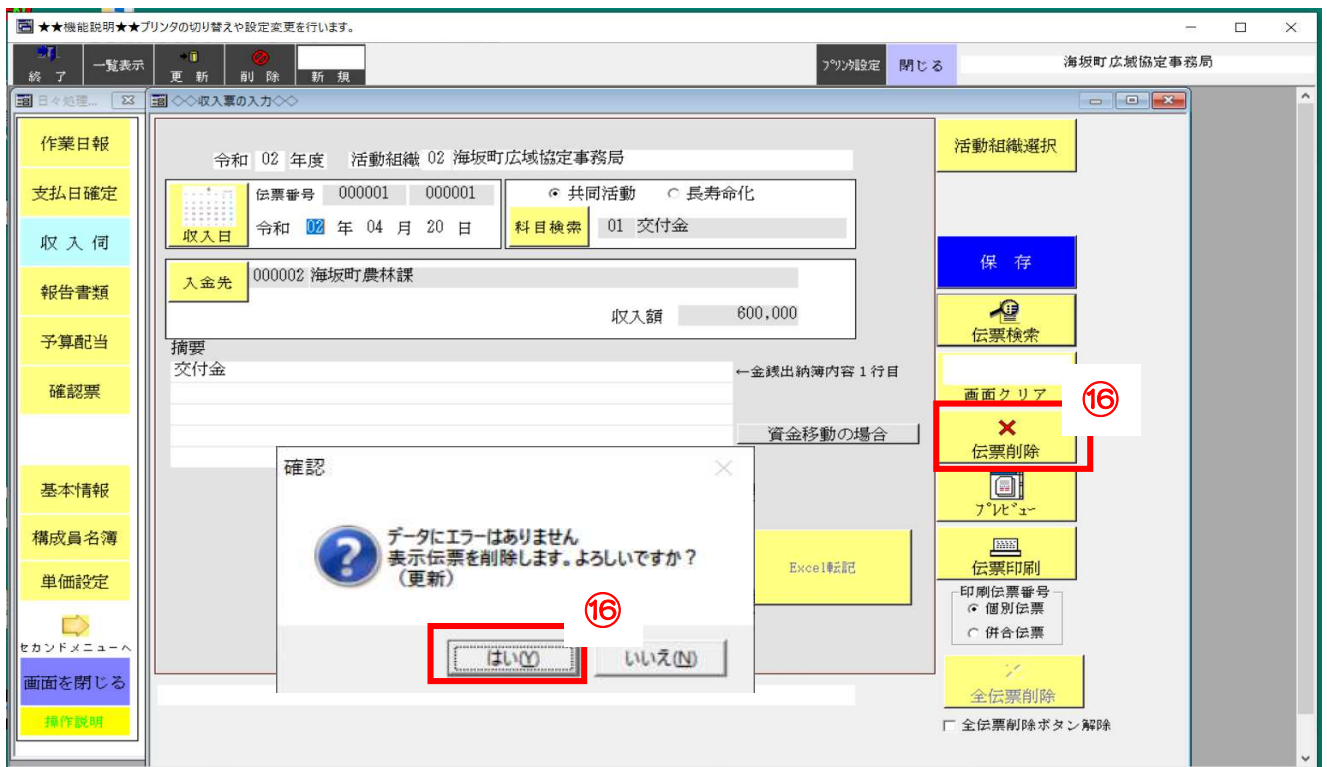 ★★機能説明★★プリンタの切り替えや設定変更を行います。
終 了
一覧表示
更 新
削 除
新 規
プリンタ設定
閉じる
海坂町広域協定事務局
日々処理...
◇◇収入票の入力◇◇
作業日報
支払日確定
収 入 伺
報告書類
予算配当
確認票
基本情報
構成員名簿
単価設定
セカンドメニューへ
画面を閉じる
操作説明
令和 02 年度 活動組織 02 海坂町広域協定事務局
伝票番号 000001 000001
共同活動 長寿命化
収入日
令和 02 年 04 月 20 日
科目検索 01 交付金
入金先
000002 海坂町農林課
収入額 600,000
摘要
交付金
←金銭出納簿内容1行目
資金移動の場合
Excel転記
確認
データにエラーはありません
表示伝票を削除します。よろしいですか?
(更新)
⑯
はい(Y)
いいえ(N)
活動組織選択
保 存
伝票検索
画面クリア
⑯
伝票削除
プレビュー
伝票印刷
印刷伝票番号
個別伝票
併合伝票
全伝票削除
全伝票削除ボタン解除